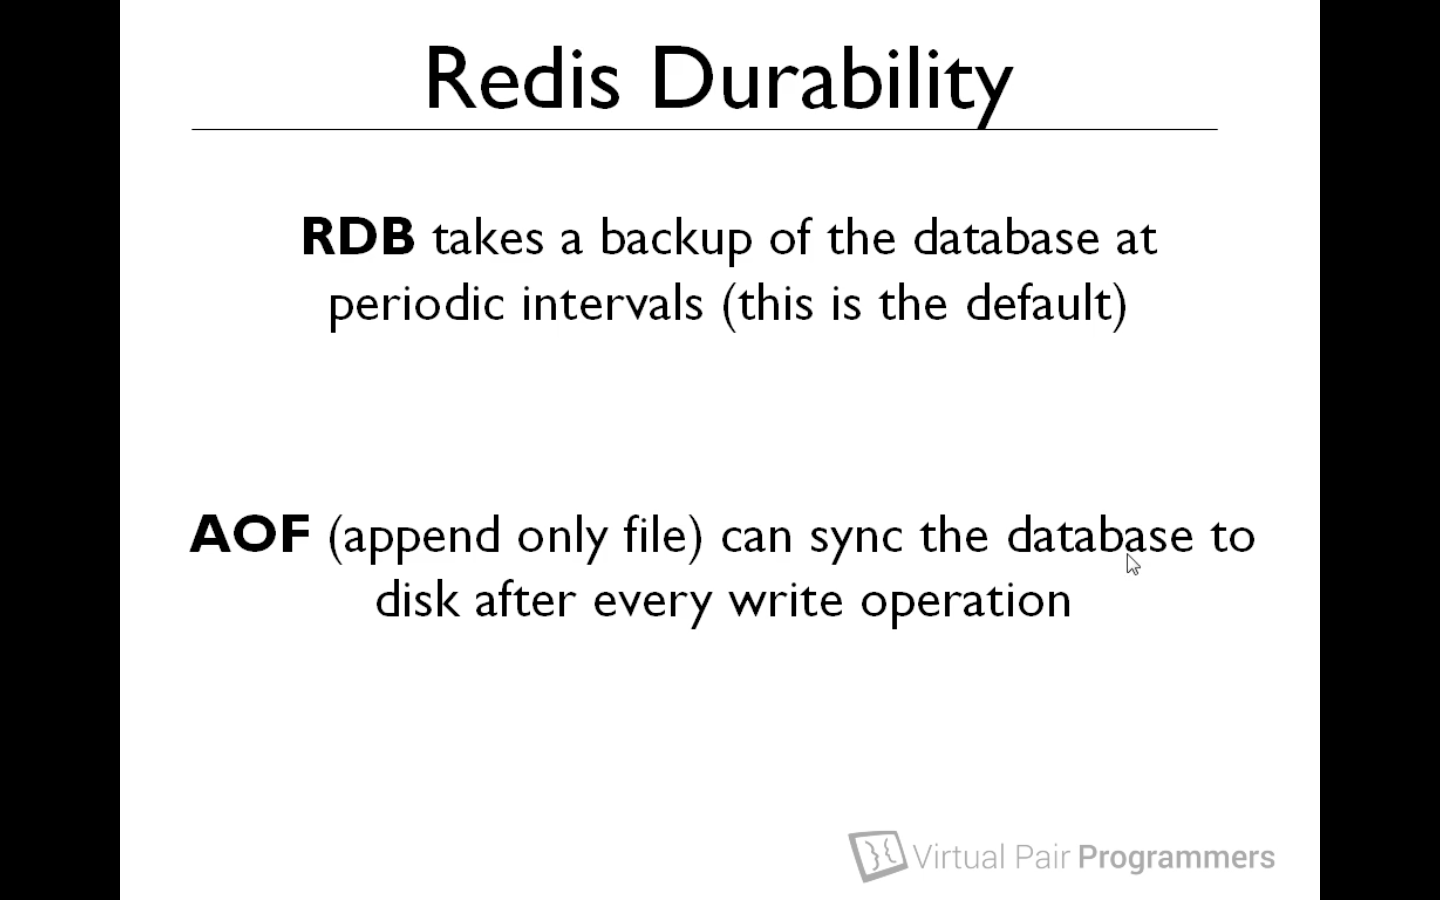 Redis Durability
RDB takes a backup of the database at
periodic intervals (this is the default)
AOF (append only file) can sync the database to
disk after every write operation
Virtual Pair Programmers